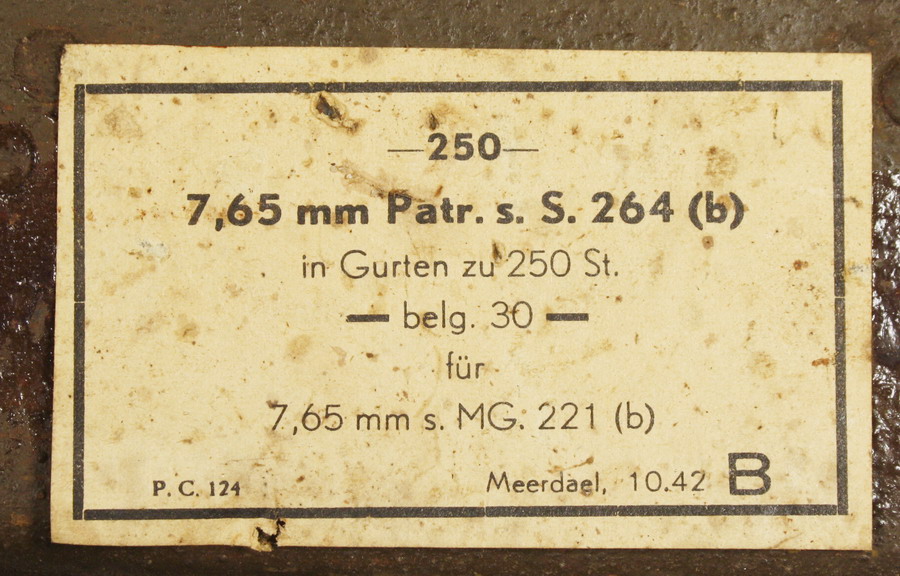 —250—
7,65 mm Patr. s. S. 264 (b)
in Gurten zu 250 St.
— belg. 30 —
für
7,65 mm s. MG. 221 (b)
P. C. 124 Meerdael, 10.42 B